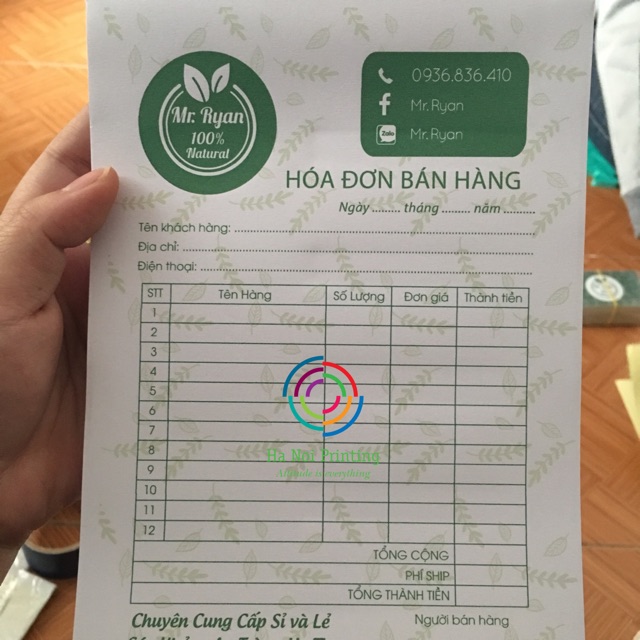 Mr. Ryan
100%
Natural
0936.836.410
Mr. Ryan
Zalo Mr. Ryan
HÓA ĐƠN BÁN HÀNG
Ngày ........ tháng ........ năm .........
Tên khách hàng:
Địa chỉ:
Điện thoại:
STT Tên Hàng Số Lượng Đơn giá Thành tiền
1
2
3
4
5
6
7
8
9
10
11
12
Hà Nai Printing
everything
TỔNG CỘNG
PHÍ SHIP
TỔNG THÀNH TIỀN
Chuyên Cung Cấp Sỉ và Lẻ
Người bán hàng